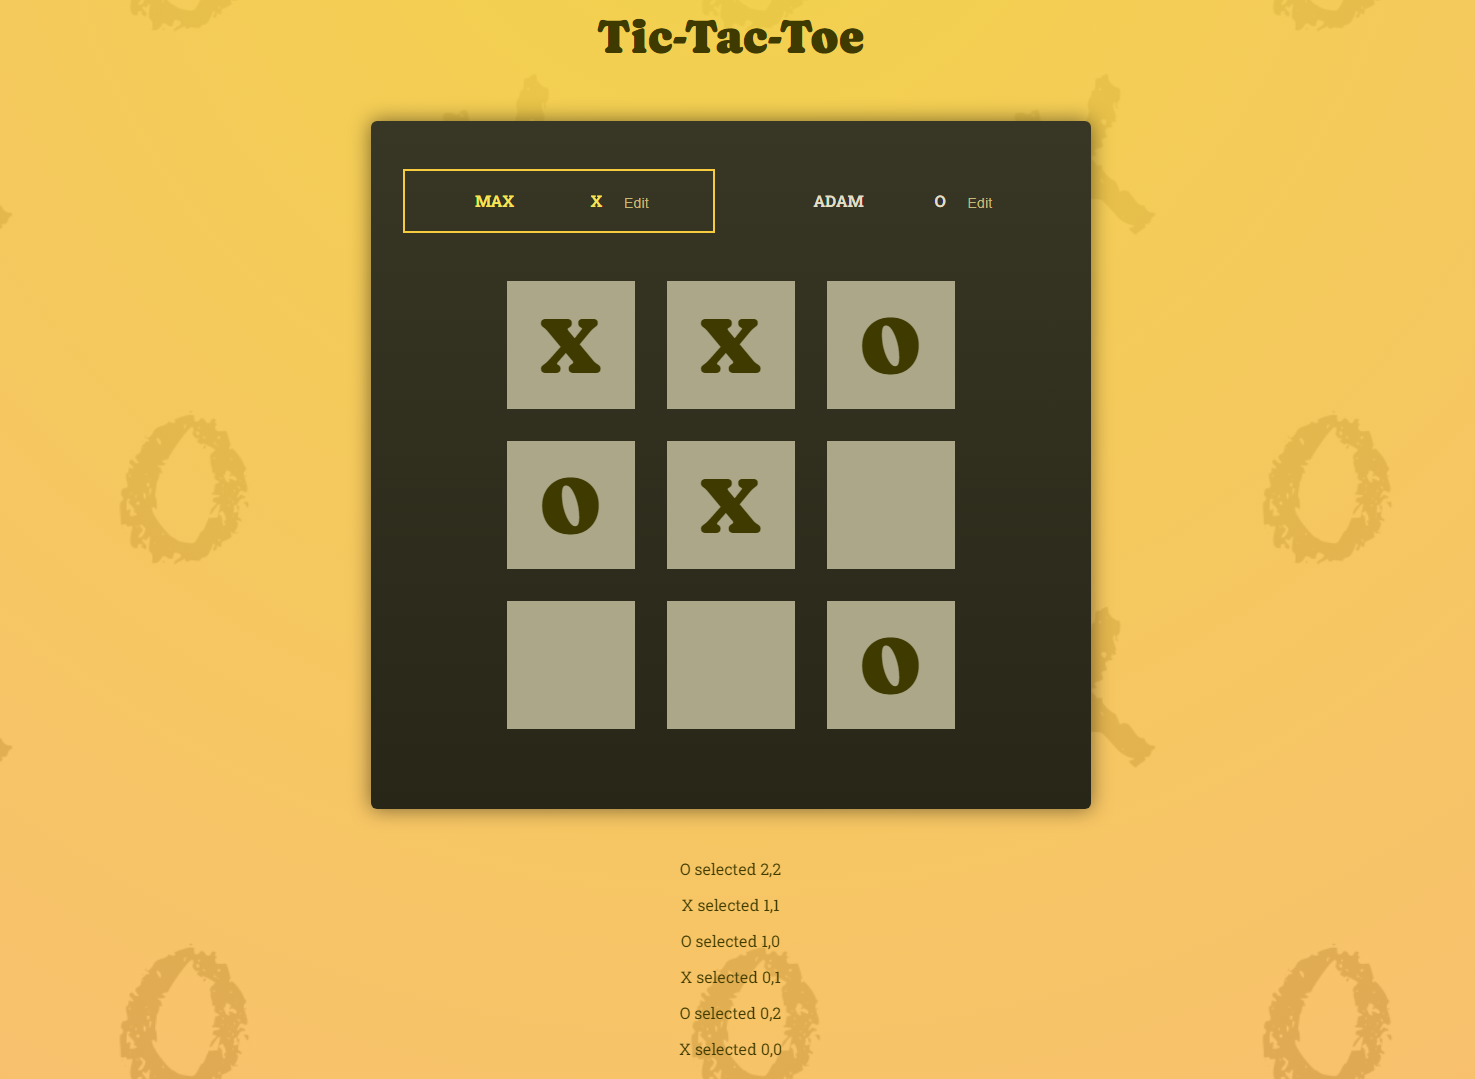 Tic-Tac-Toe
MAX X Edit ADAM O Edit
X X O
O X
O
O selected 2,2
X selected 1,1
O selected 1,0
X selected 0,1
O selected 0,2
X selected 0,0